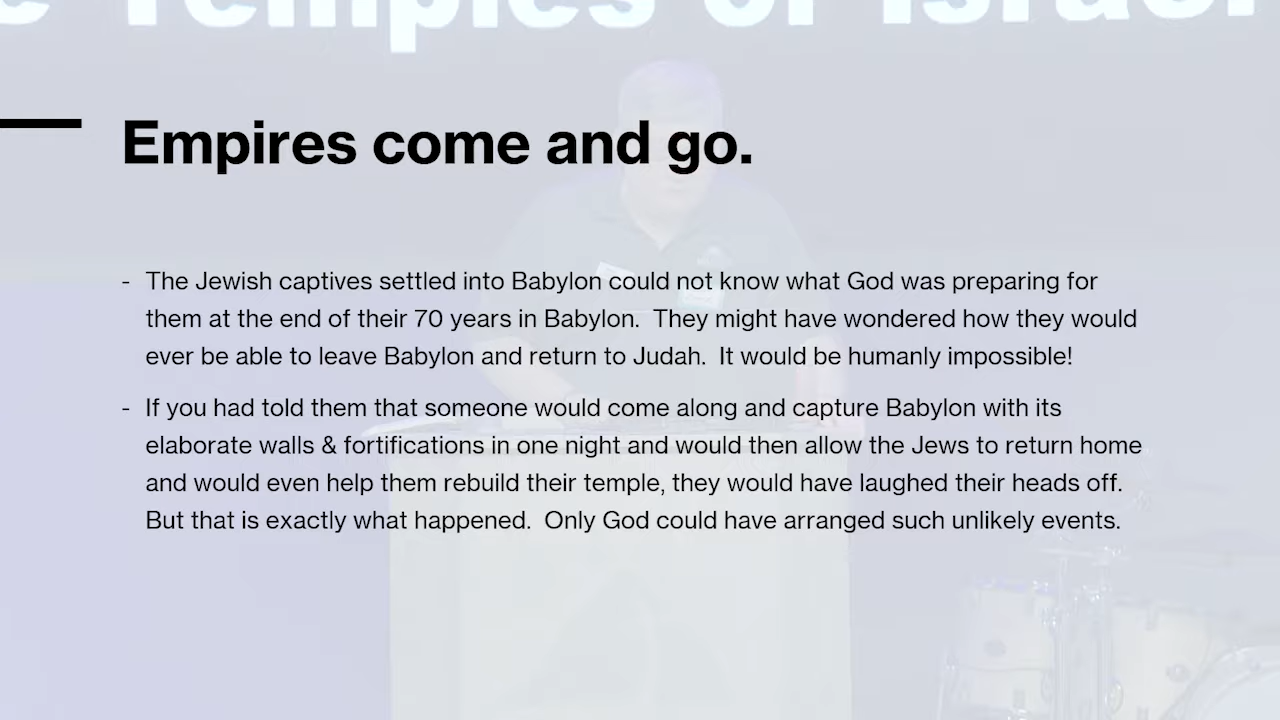 Temples of Israel
Empires come and go.
- The Jewish captives settled into Babylon could not know what God was preparing for
them at the end of their 70 years in Babylon.  They might have wondered how they would
ever be able to leave Babylon and return to Judah.  It would be humanly impossible!
- If you had told them that someone would come along and capture Babylon with its
elaborate walls & fortifications in one night and would then allow the Jews to return home
and would even help them rebuild their temple, they would have laughed their heads off.
But that is exactly what happened.  Only God could have arranged such unlikely events.